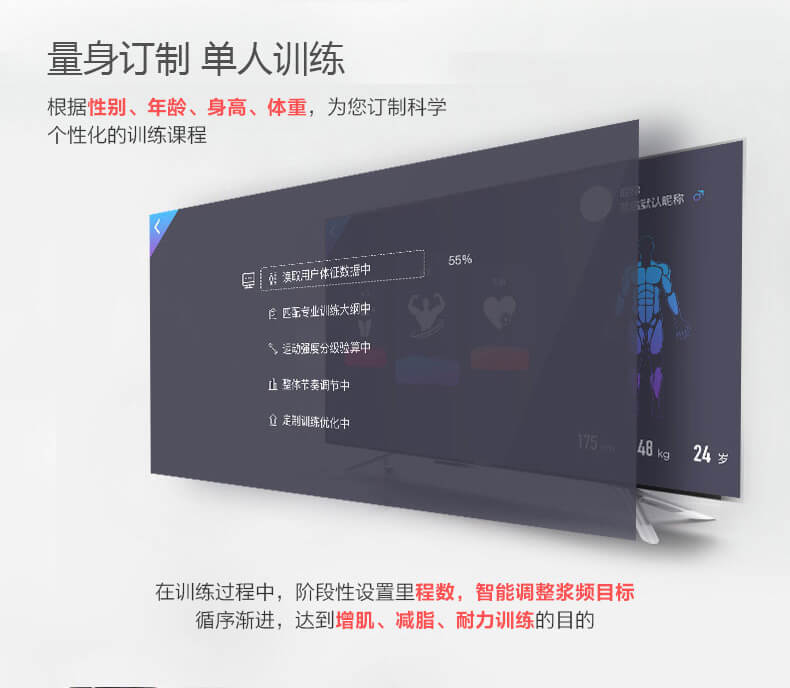 量身订制 单人训练
根据性别、年龄、身高、体重，为您订制科学
个性化的训练课程
默认昵称
读取用户体征数据中
55%
匹配专业训练大纲中
运动强度分级验算中
整体节奏调节中
定制训练优化中
175 cm 48 kg 24 岁
在训练过程中，阶段性设置里程数，智能调整浆频目标
循序渐进，达到增肌、减脂、耐力训练的目的